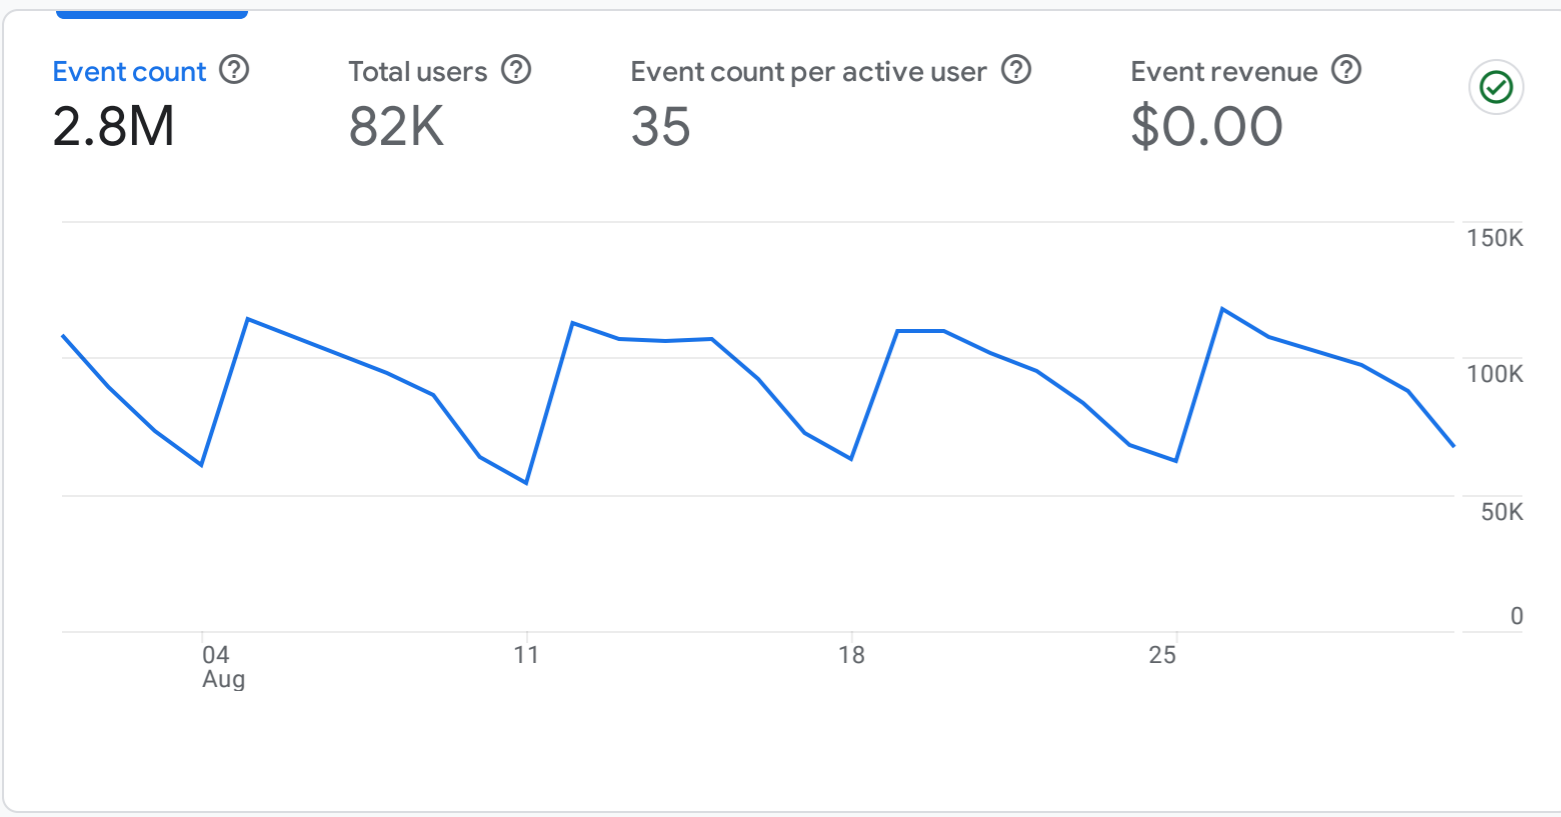 Event count
2.8M
Total users
82K
Event count per active user
35
Event revenue
$0.00
150K
100K
50K
0
04
Aug
11
18
25